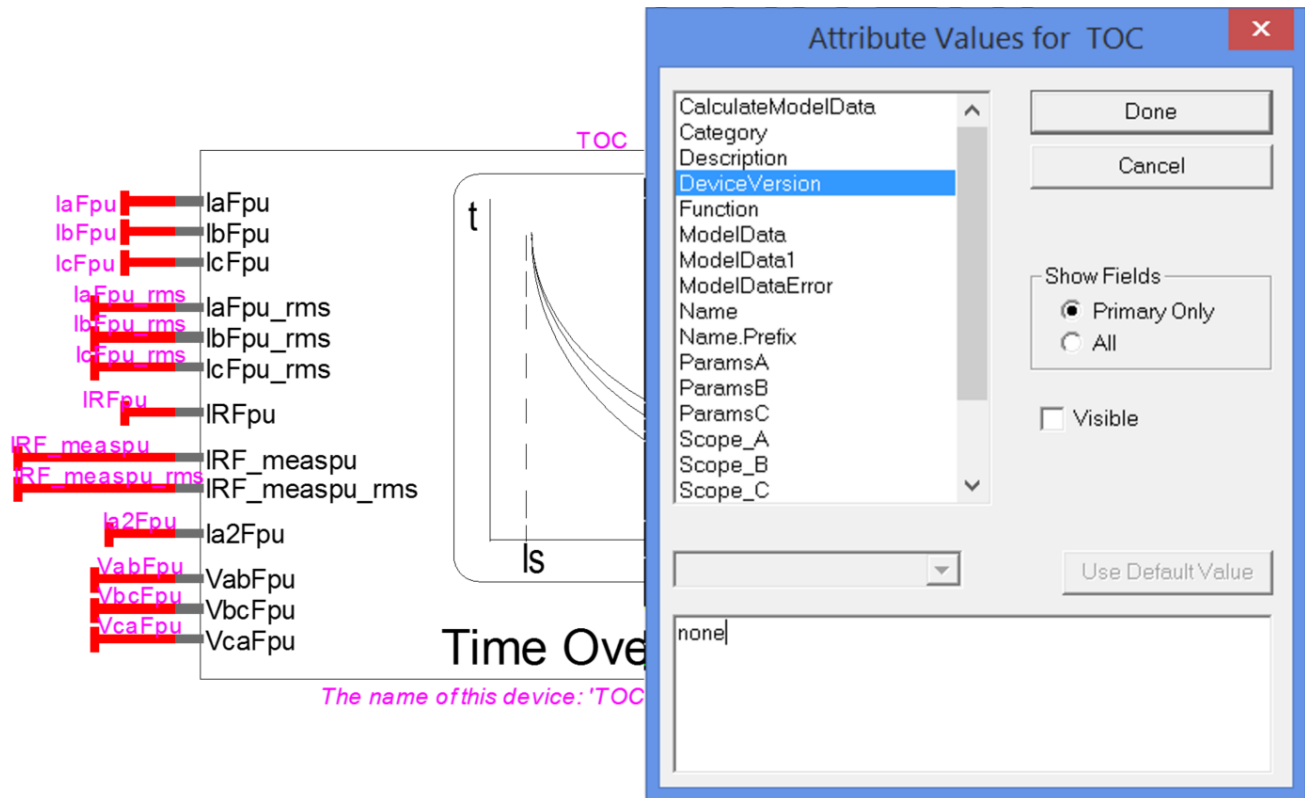 TOC
IaFpu
IaFpu
IbFpu
IbFpu
IcFpu
IcFpu
IaFpu_rms
IaFpu_rms
IbFpu_rms
IbFpu_rms
IcFpu_rms
IcFpu_rms
IRFpu
IRFpu
IRF_measpu
IRF_measpu
IRF_measpu_rms
IRF_measpu_rms
Ia2Fpu
Ia2Fpu
VabFpu
VabFpu
VbcFpu
VbcFpu
VcaFpu
VcaFpu
t
Is
Time Ove
The name of this device: 'TOC
Attribute Values for TOC
x
CalculateModelData
Category
Description
DeviceVersion
Function
ModelData
ModelData1
ModelDataError
Name
Name.Prefix
ParamsA
ParamsB
ParamsC
Scope_A
Scope_B
Scope_C
Done
Cancel
Show Fields
Primary Only
All
Visible
Use Default Value
none